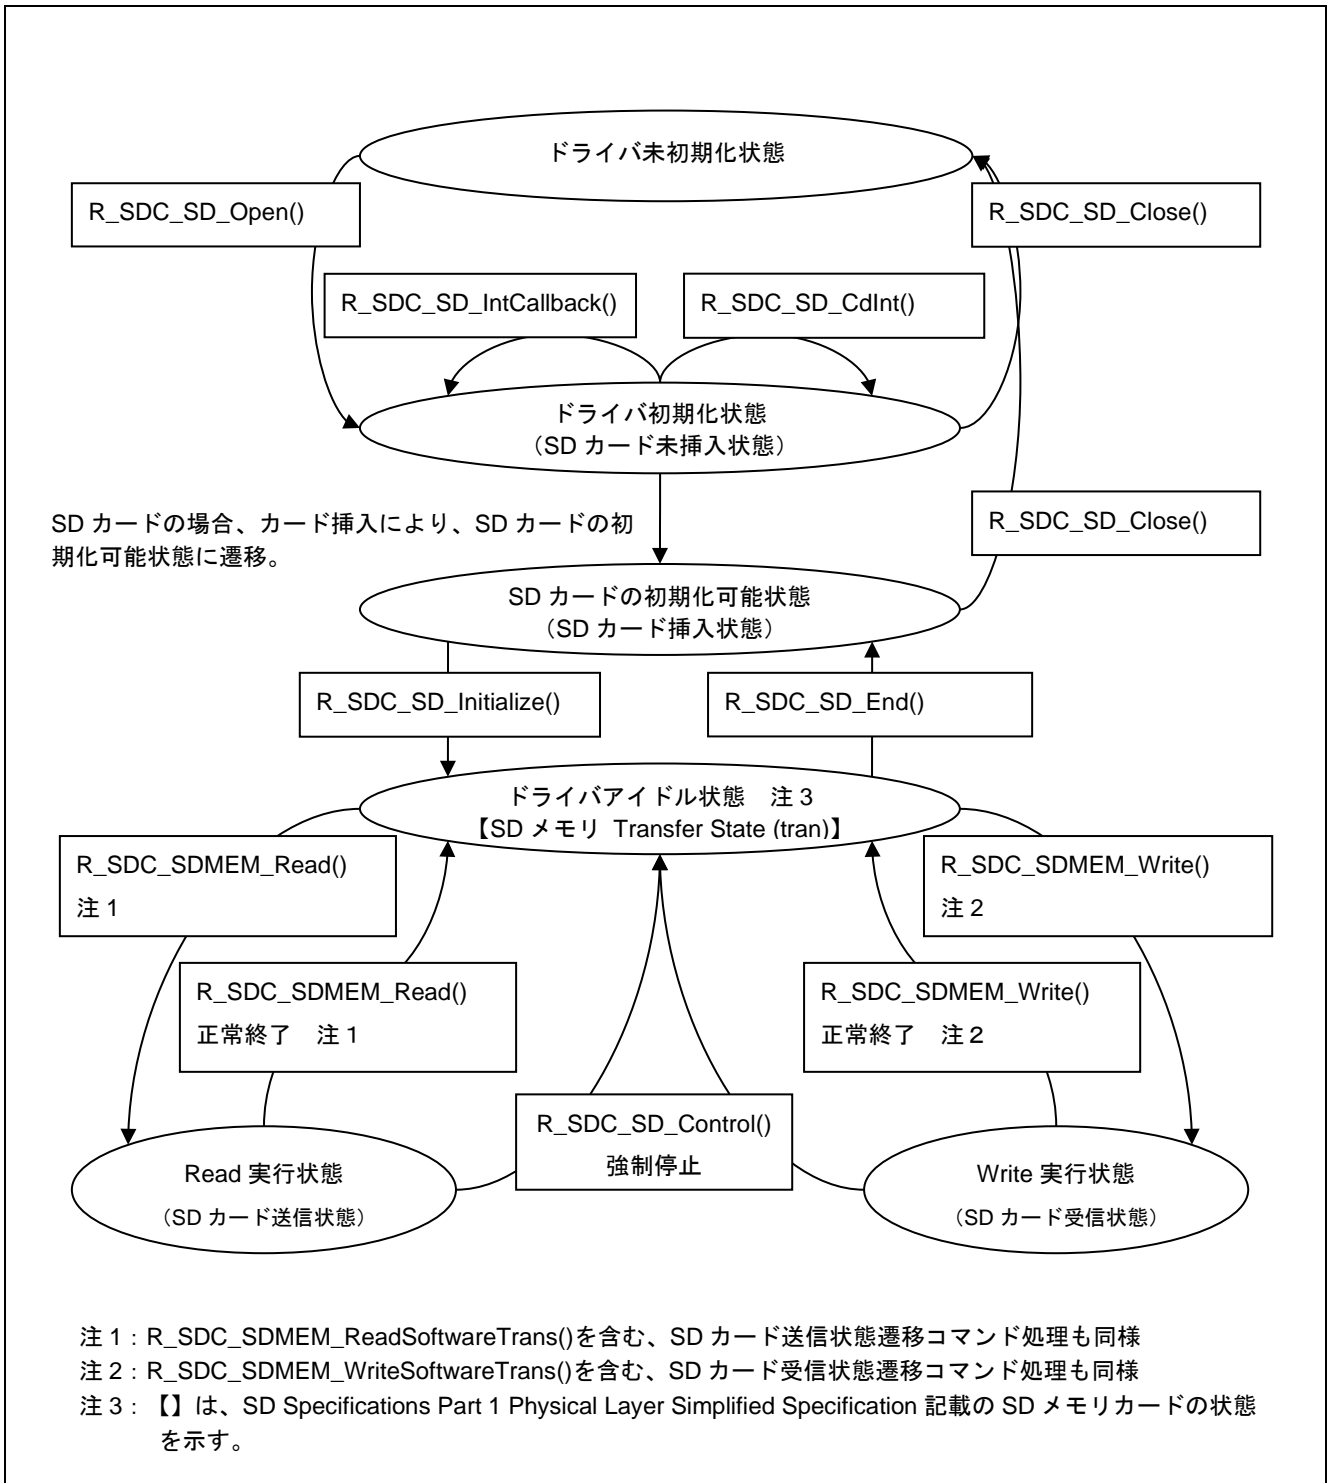 ドライバ未初期化状態
R_SDC_SD_Open()
R_SDC_SD_Close()
R_SDC_SD_IntCallback()
R_SDC_SD_CdInt()
ドライバ初期化状態
（SD カード未挿入状態）
SD カードの場合、カード挿入により、SD カードの初
期化可能状態に遷移。
R_SDC_SD_Close()
SD カードの初期化可能状態
（SD カード挿入状態）
R_SDC_SD_Initialize()
R_SDC_SD_End()
ドライバアイドル状態　注 3
【SD メモリ Transfer State (tran)】
R_SDC_SDMEM_Read()
注 1
R_SDC_SDMEM_Write()
注 2
R_SDC_SDMEM_Read()
正常終了　注 1
R_SDC_SDMEM_Write()
正常終了　注２
R_SDC_SD_Control()
強制停止
Read 実行状態
（SD カード送信状態）
Write 実行状態
（SD カード受信状態）
注 1：R_SDC_SDMEM_ReadSoftwareTrans()を含む、SD カード送信状態遷移コマンド処理も同様
注 2：R_SDC_SDMEM_WriteSoftwareTrans()を含む、SD カード受信状態遷移コマンド処理も同様
注 3：【】は、SD Specifications Part 1 Physical Layer Simplified Specification 記載の SD メモリカードの状態
を示す。